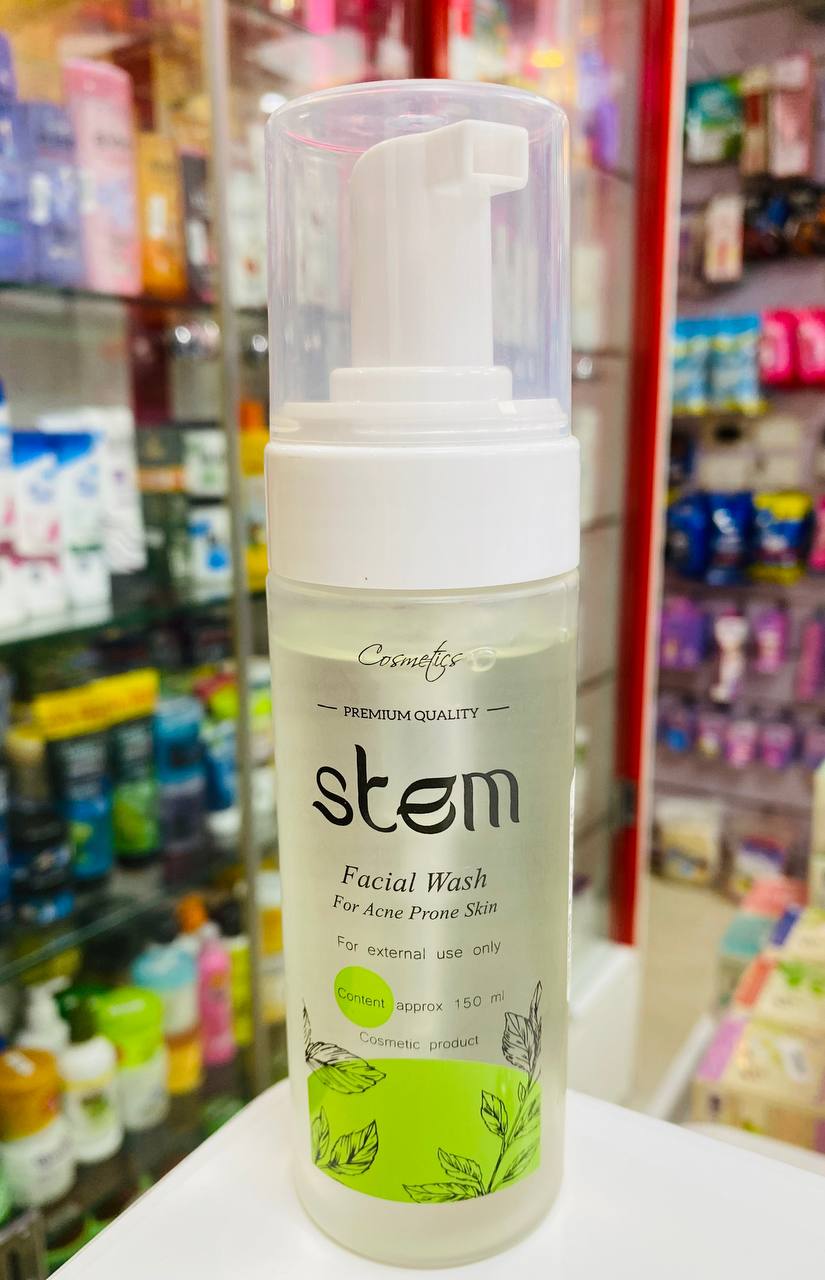 Cosmetics
PREMIUM QUALITY
stem
Facial Wash
For Acne Prone Skin
For external use only
Content approx 150 ml
Cosmetic product